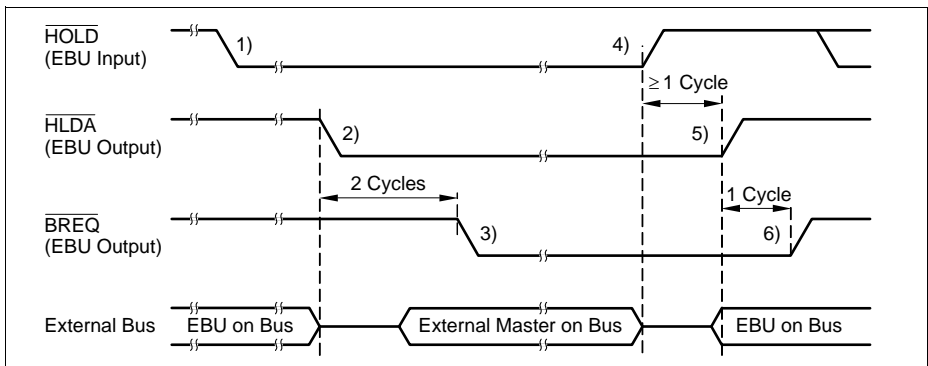 HOLD
(EBU Input)
1)
4)
≥ 1 Cycle
HLDA
(EBU Output)
2)
5)
2 Cycles
1 Cycle
BREQ
(EBU Output)
3)
6)
External Bus
EBU on Bus
External Master on Bus
EBU on Bus